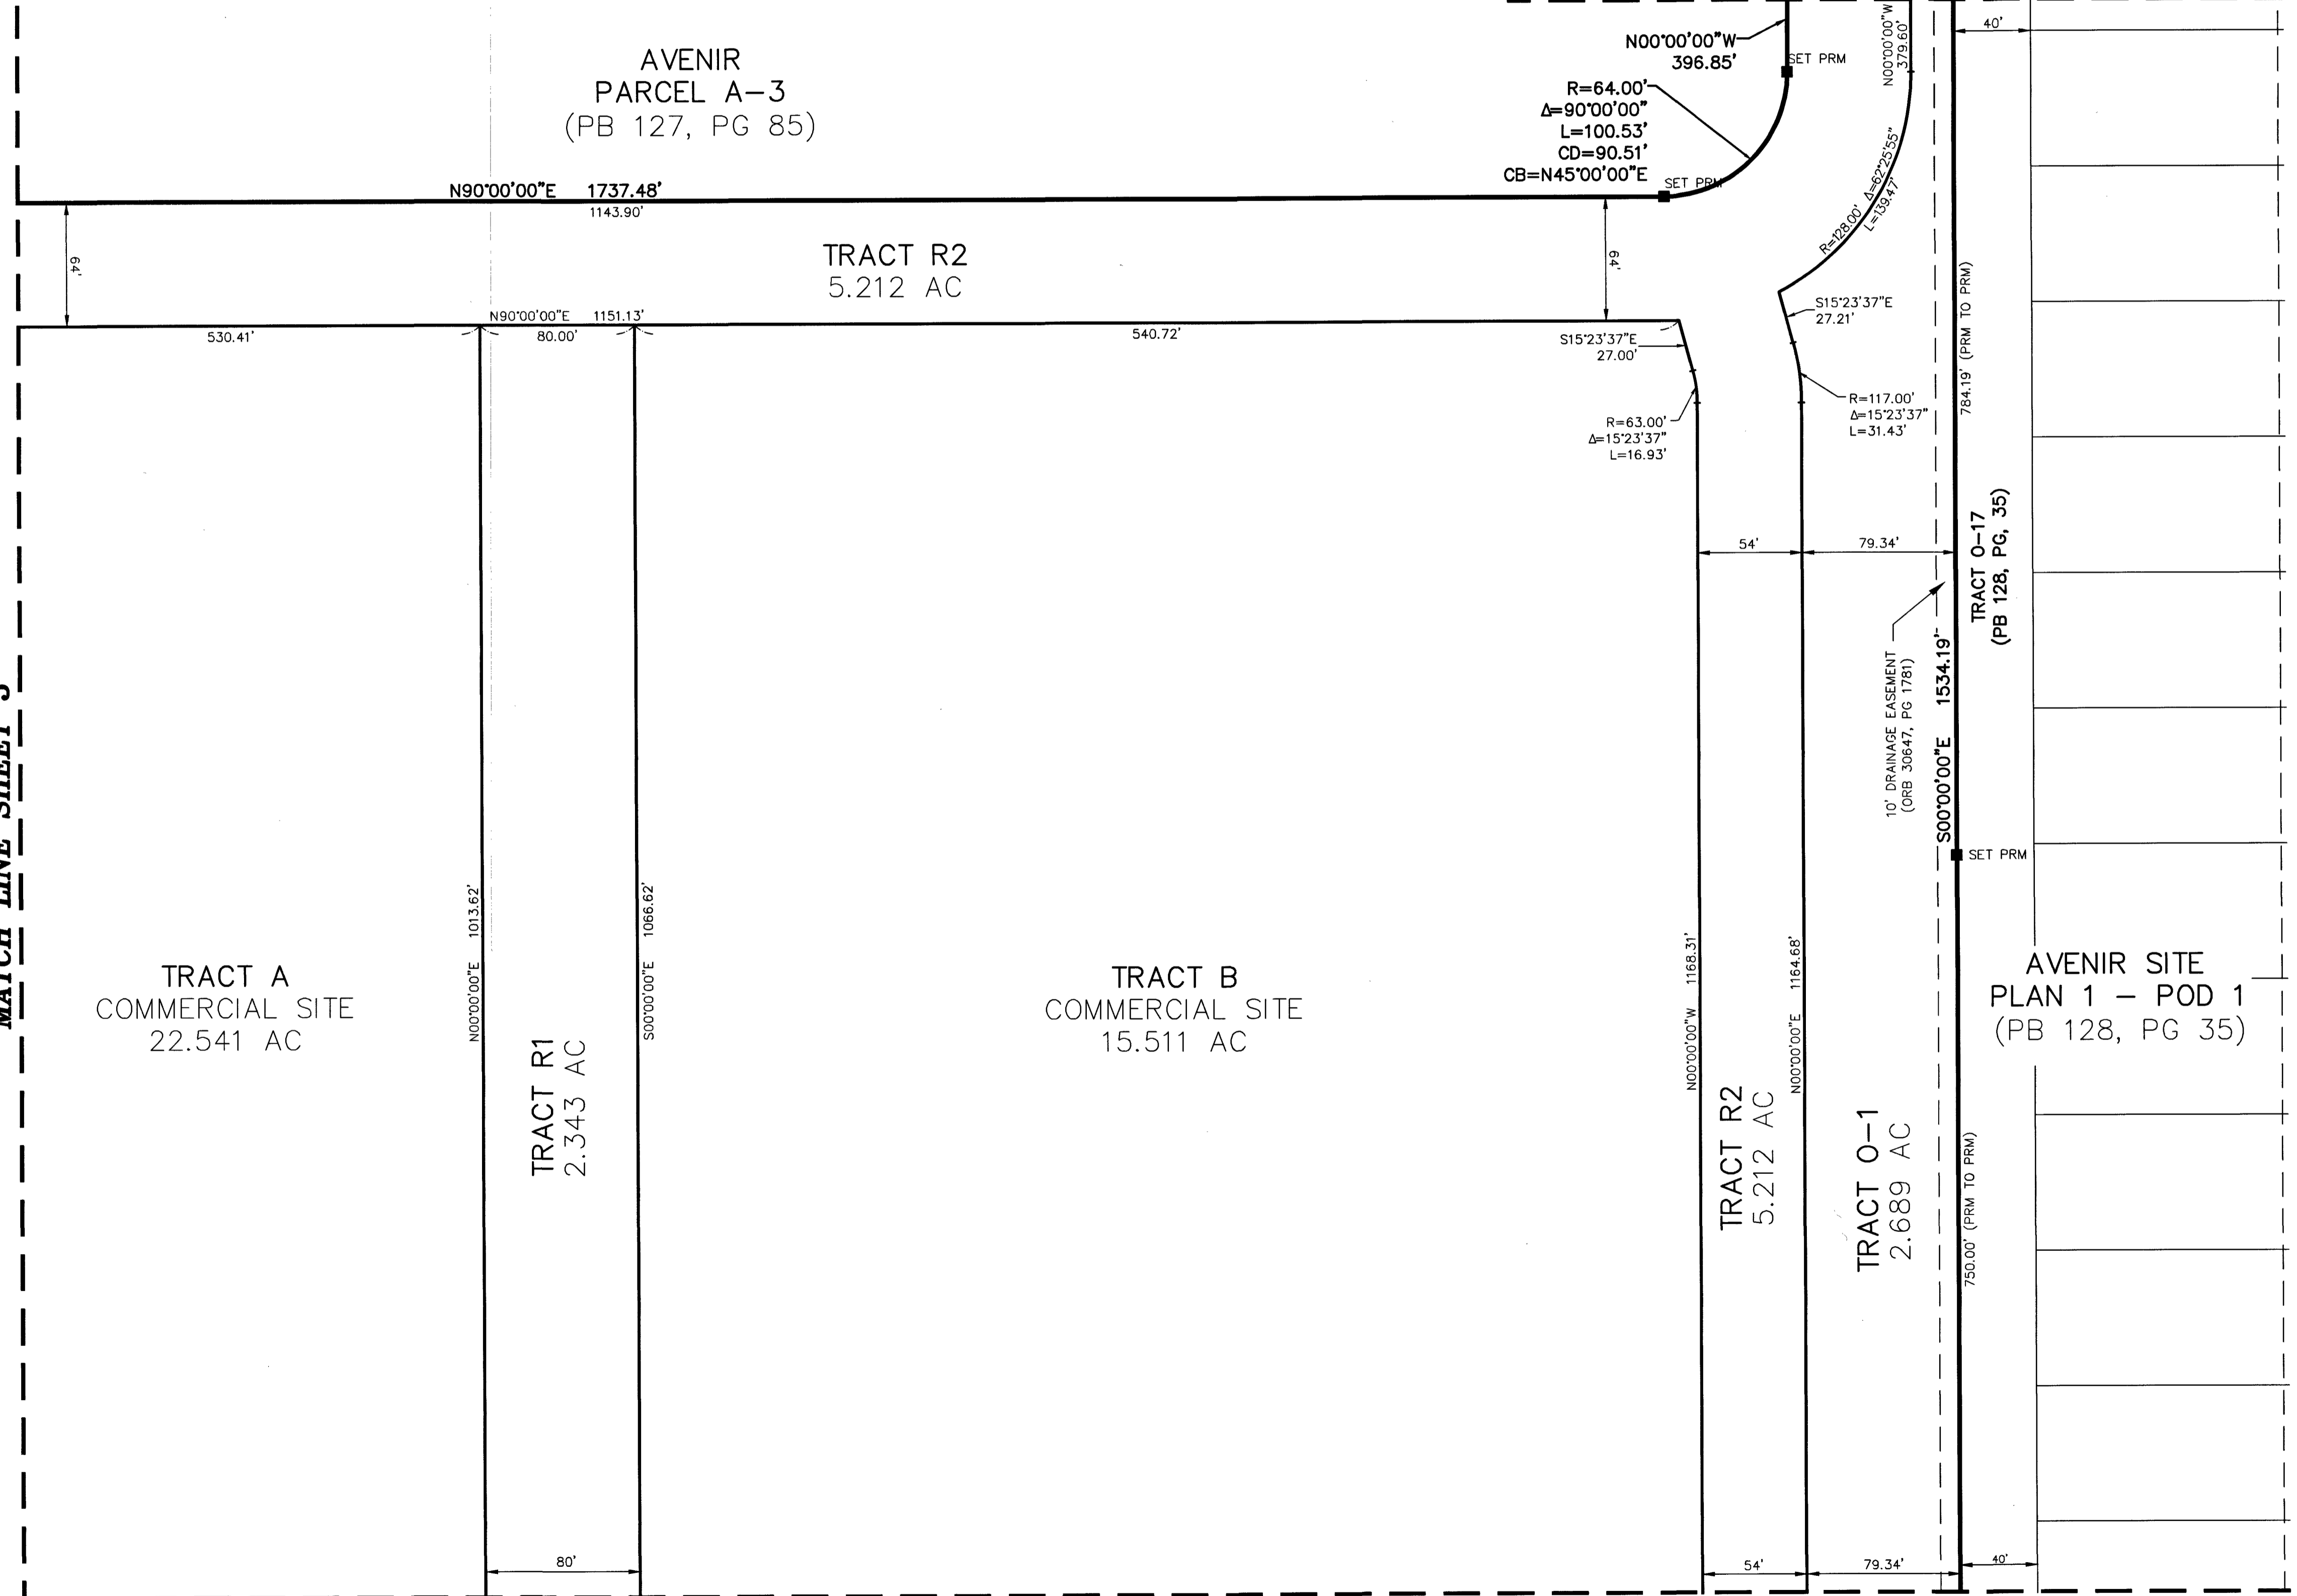 AVENIR
PARCEL A-3
(PB 127, PG 85)
N00°00'00"W
396.85'
SET PRM
R=64.00'
Δ=90°00'00"
L=100.53'
CD=90.51'
CB=N45°00'00"E
SET PRM
N00°00'00"W
379.60'
40'
N90°00'00"E 1737.48'
1143.90'
R=128.00' Δ=62°25'55"
L=139.47'
64'
TRACT R2
5.212 AC
64'
N90°00'00"E 1151.13'
530.41'
80.00'
540.72'
S15°23'37"E
27.00'
S15°23'37"E
27.21'
R=63.00'
Δ=15°23'37"
L=16.93'
R=117.00'
Δ=15°23'37"
L=31.43'
784.19' (PRM TO PRM)
54'
79.34'
TRACT O-17
(PB 128, PG, 35)
10' DRAINAGE EASEMENT
(ORB 30647, PG 1781)
S00°00'00"E 1534.19'
SET PRM
MATCH LINE SHEET
TRACT A
COMMERCIAL SITE
22.541 AC
N00°00'00"E 1013.62'
S00°00'00"E 1066.62'
TRACT R1
2.343 AC
TRACT B
COMMERCIAL SITE
15.511 AC
N00°00'00"W 1168.31'
N00°00'00"E 1164.68'
TRACT R2
5.212 AC
TRACT O-1
2.689 AC
AVENIR SITE
PLAN 1 - POD 1
(PB 128, PG 35)
750.00' (PRM TO PRM)
80'
54'
79.34'
40'